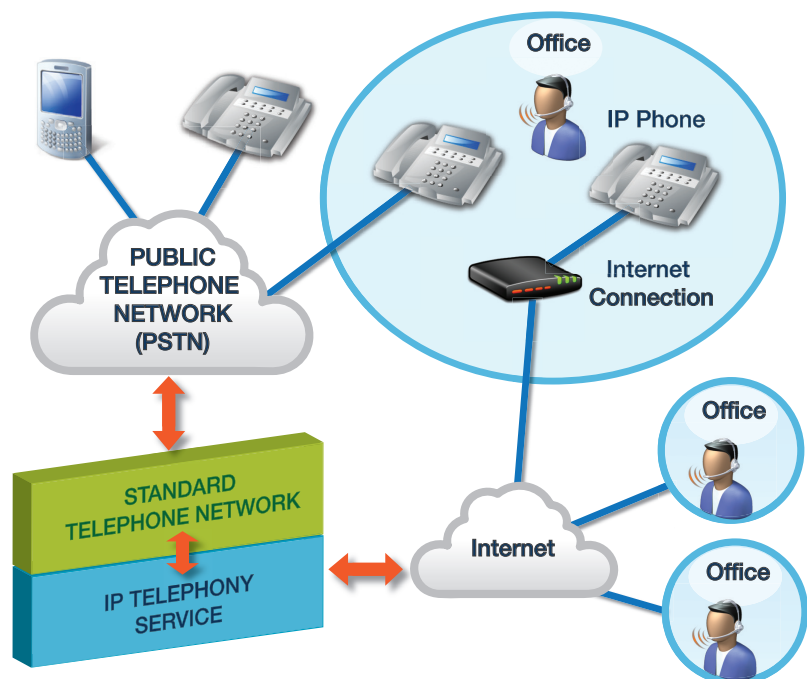 Office
IP Phone
PUBLIC
TELEPHONE
NETWORK
(PSTN)
Internet
Connection
Office
STANDARD
TELEPHONE NETWORK
Internet
IP TELEPHONY
SERVICE
Office